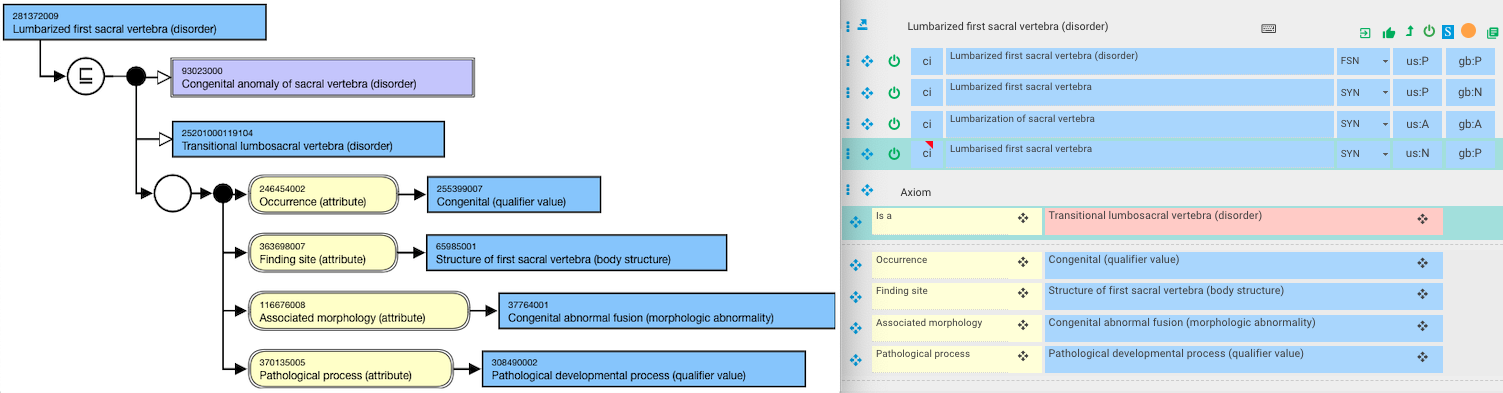 281372009
Lumbarized first sacral vertebra (disorder)
⊑
93023000
Congenital anomaly of sacral vertebra (disorder)
25201000119104
Transitional lumbosacral vertebra (disorder)
246454002
Occurrence (attribute)
255399007
Congenital (qualifier value)
363698007
Finding site (attribute)
65985001
Structure of first sacral vertebra (body structure)
116676008
Associated morphology (attribute)
37764001
Congenital abnormal fusion (morphologic abnormality)
370135005
Pathological process (attribute)
308490002
Pathological developmental process (qualifier value)
Lumbarized first sacral vertebra (disorder)
S
ci Lumbarized first sacral vertebra (disorder) FSN us:P gb:P
ci Lumbarized first sacral vertebra SYN us:P gb:N
ci Lumbarization of sacral vertebra SYN us:A gb:A
ci Lumbarised first sacral vertebra SYN us:N gb:P
Axiom
Is a Transitional lumbosacral vertebra (disorder)
Occurrence Congenital (qualifier value)
Finding site Structure of first sacral vertebra (body structure)
Associated morphology Congenital abnormal fusion (morphologic abnormality)
Pathological process Pathological developmental process (qualifier value)